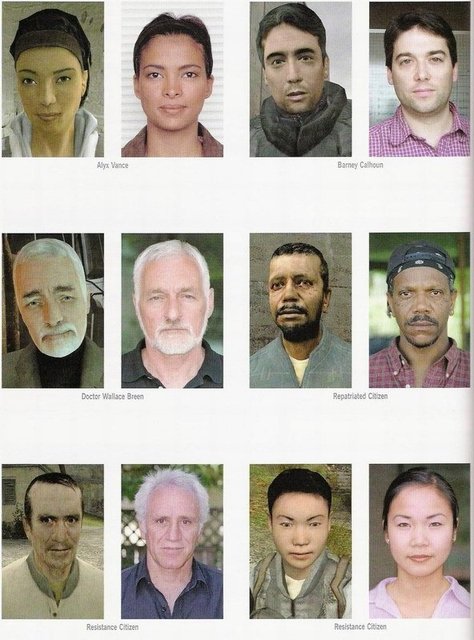 Alyx Vance
Barney Calhoun
Doctor Wallace Breen
Repatriated Citizen
Resistance Citizen
Resistance Citizen